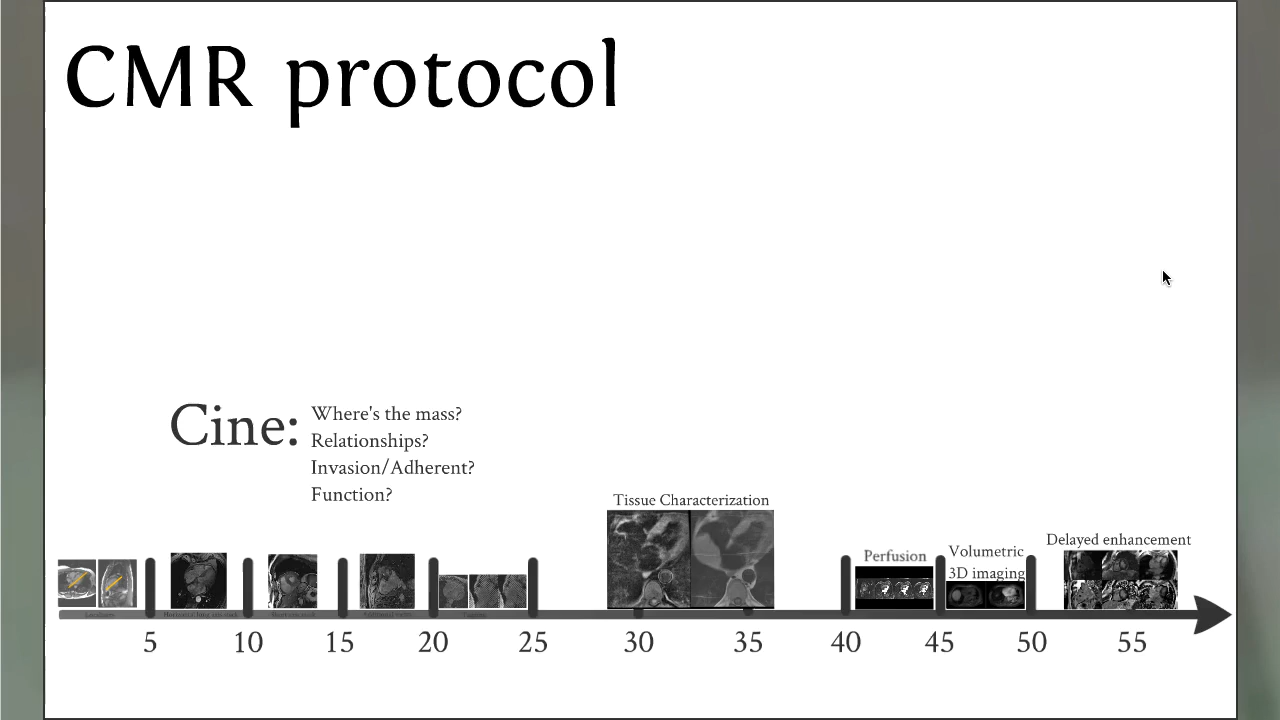 CMR protocol
Cine:
Where's the mass?
Relationships?
Invasion/Adherent?
Function?
Tissue Characterization
Perfusion
Volumetric
3D imaging
Delayed enhancement
5 10 15 20 25 30 35 40 45 50 55